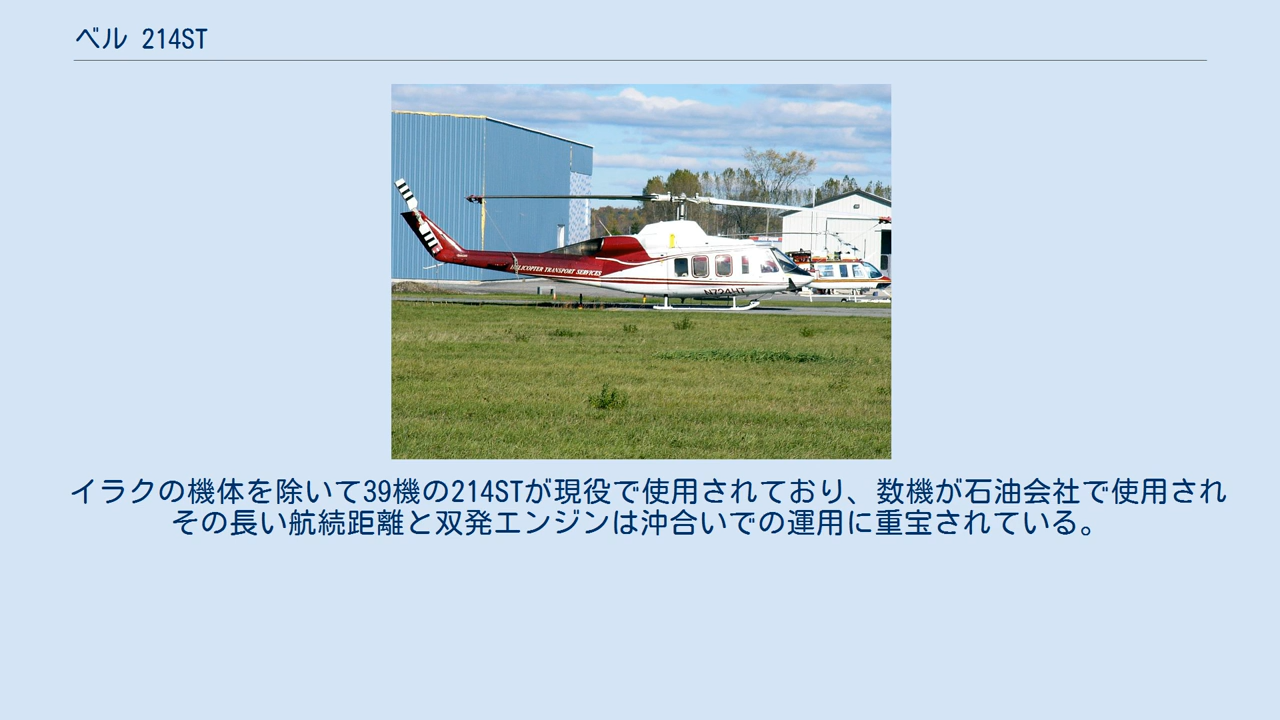 ベル 214ST
HELICOPTER TRANSPORT SERVICES
N724HT
イラクの機体を除いて39機の214STが現役で使用されており、数機が石油会社で使用され
その長い航続距離と双発エンジンは沖合いでの運用に重宝されている。